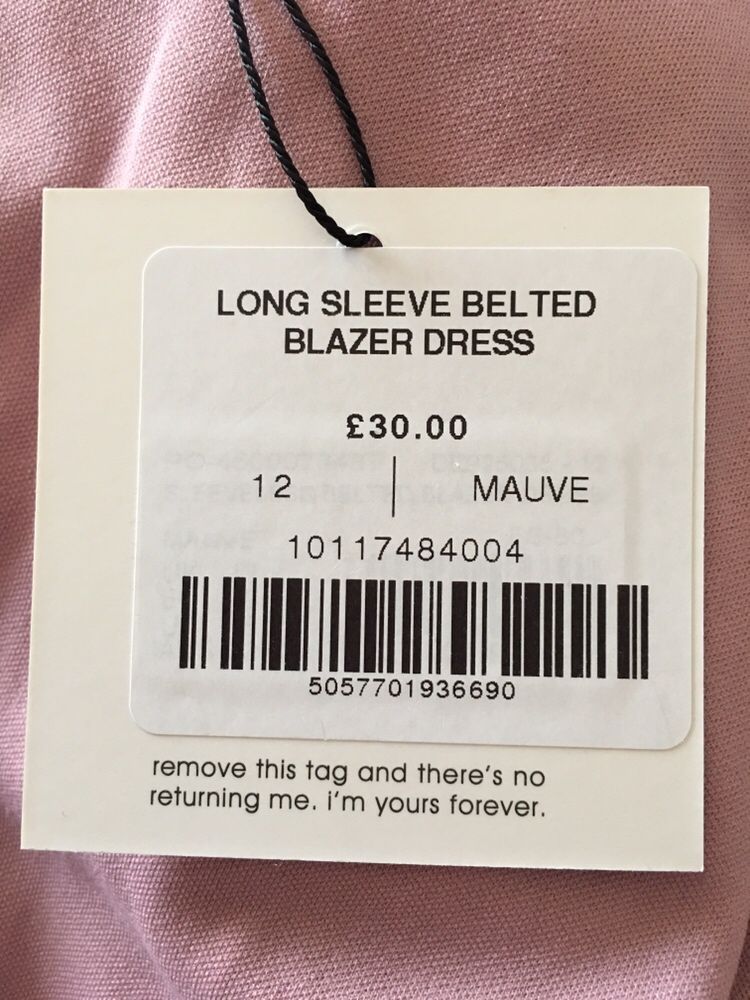 LONG SLEEVE BELTED
BLAZER DRESS
£30.00
12 | MAUVE
10117484004
5057701936690
remove this tag and there's no
returning me. i'm yours forever.